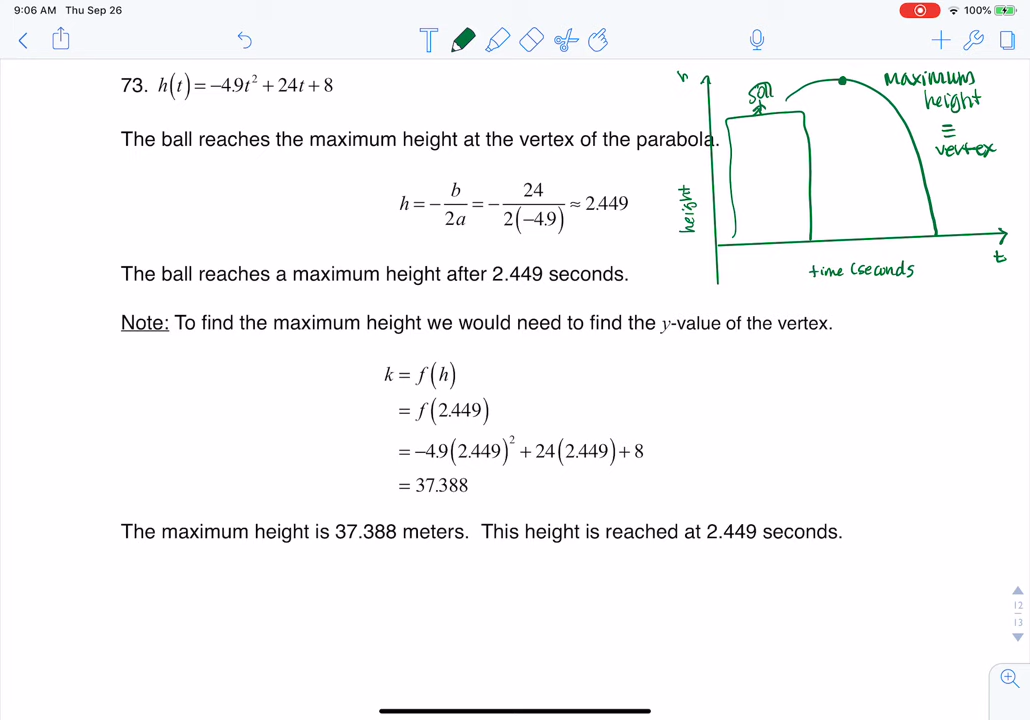 9:06 AM Thu Sep 26
100%
T
73. h(t) = −4.9t² + 24t + 8
The ball reaches the maximum height at the vertex of the parabola.
h = − b/2a = − 24/2(−4.9) ≈ 2.449
The ball reaches a maximum height after 2.449 seconds.
Note: To find the maximum height we would need to find the y-value of the vertex.
k = f(h)
= f(2.449)
= −4.9(2.449)² + 24(2.449) + 8
= 37.388
The maximum height is 37.388 meters. This height is reached at 2.449 seconds.
h
maximum
height
≡
vertex
height
time (seconds
t
12
13